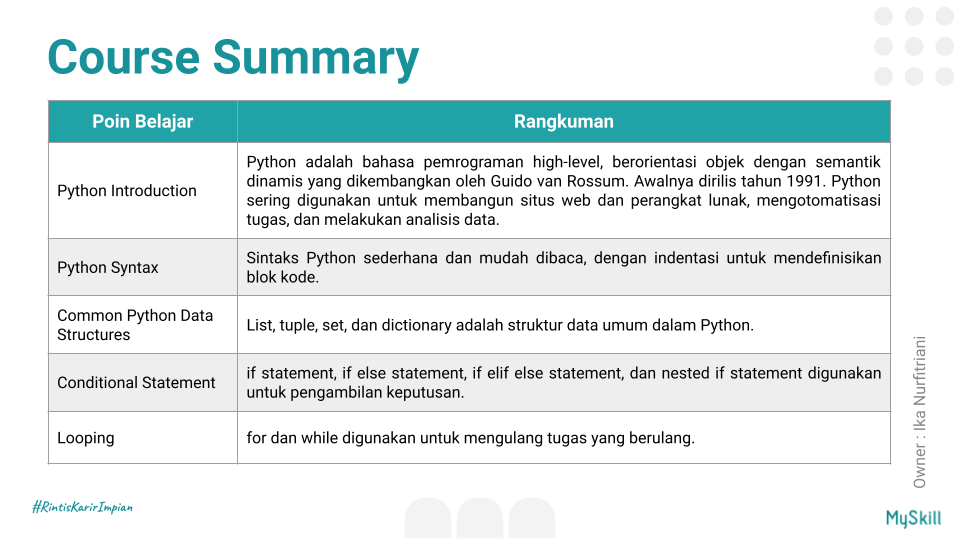 Course Summary
Poin Belajar
Rangkuman
Python Introduction
Python adalah bahasa pemrograman high-level, berorientasi objek dengan semantik
dinamis yang dikembangkan oleh Guido van Rossum. Awalnya dirilis tahun 1991. Python
sering digunakan untuk membangun situs web dan perangkat lunak, mengotomatisasi
tugas, dan melakukan analisis data.
Python Syntax
Sintaks Python sederhana dan mudah dibaca, dengan indentasi untuk mendefinisikan
blok kode.
Common Python Data
Structures
List, tuple, set, dan dictionary adalah struktur data umum dalam Python.
Conditional Statement
if statement, if else statement, if elif else statement, dan nested if statement digunakan
untuk pengambilan keputusan.
Looping
for dan while digunakan untuk mengulang tugas yang berulang.
Owner : Ika Nurfitriani
#RintisKarirImpian
MySkill